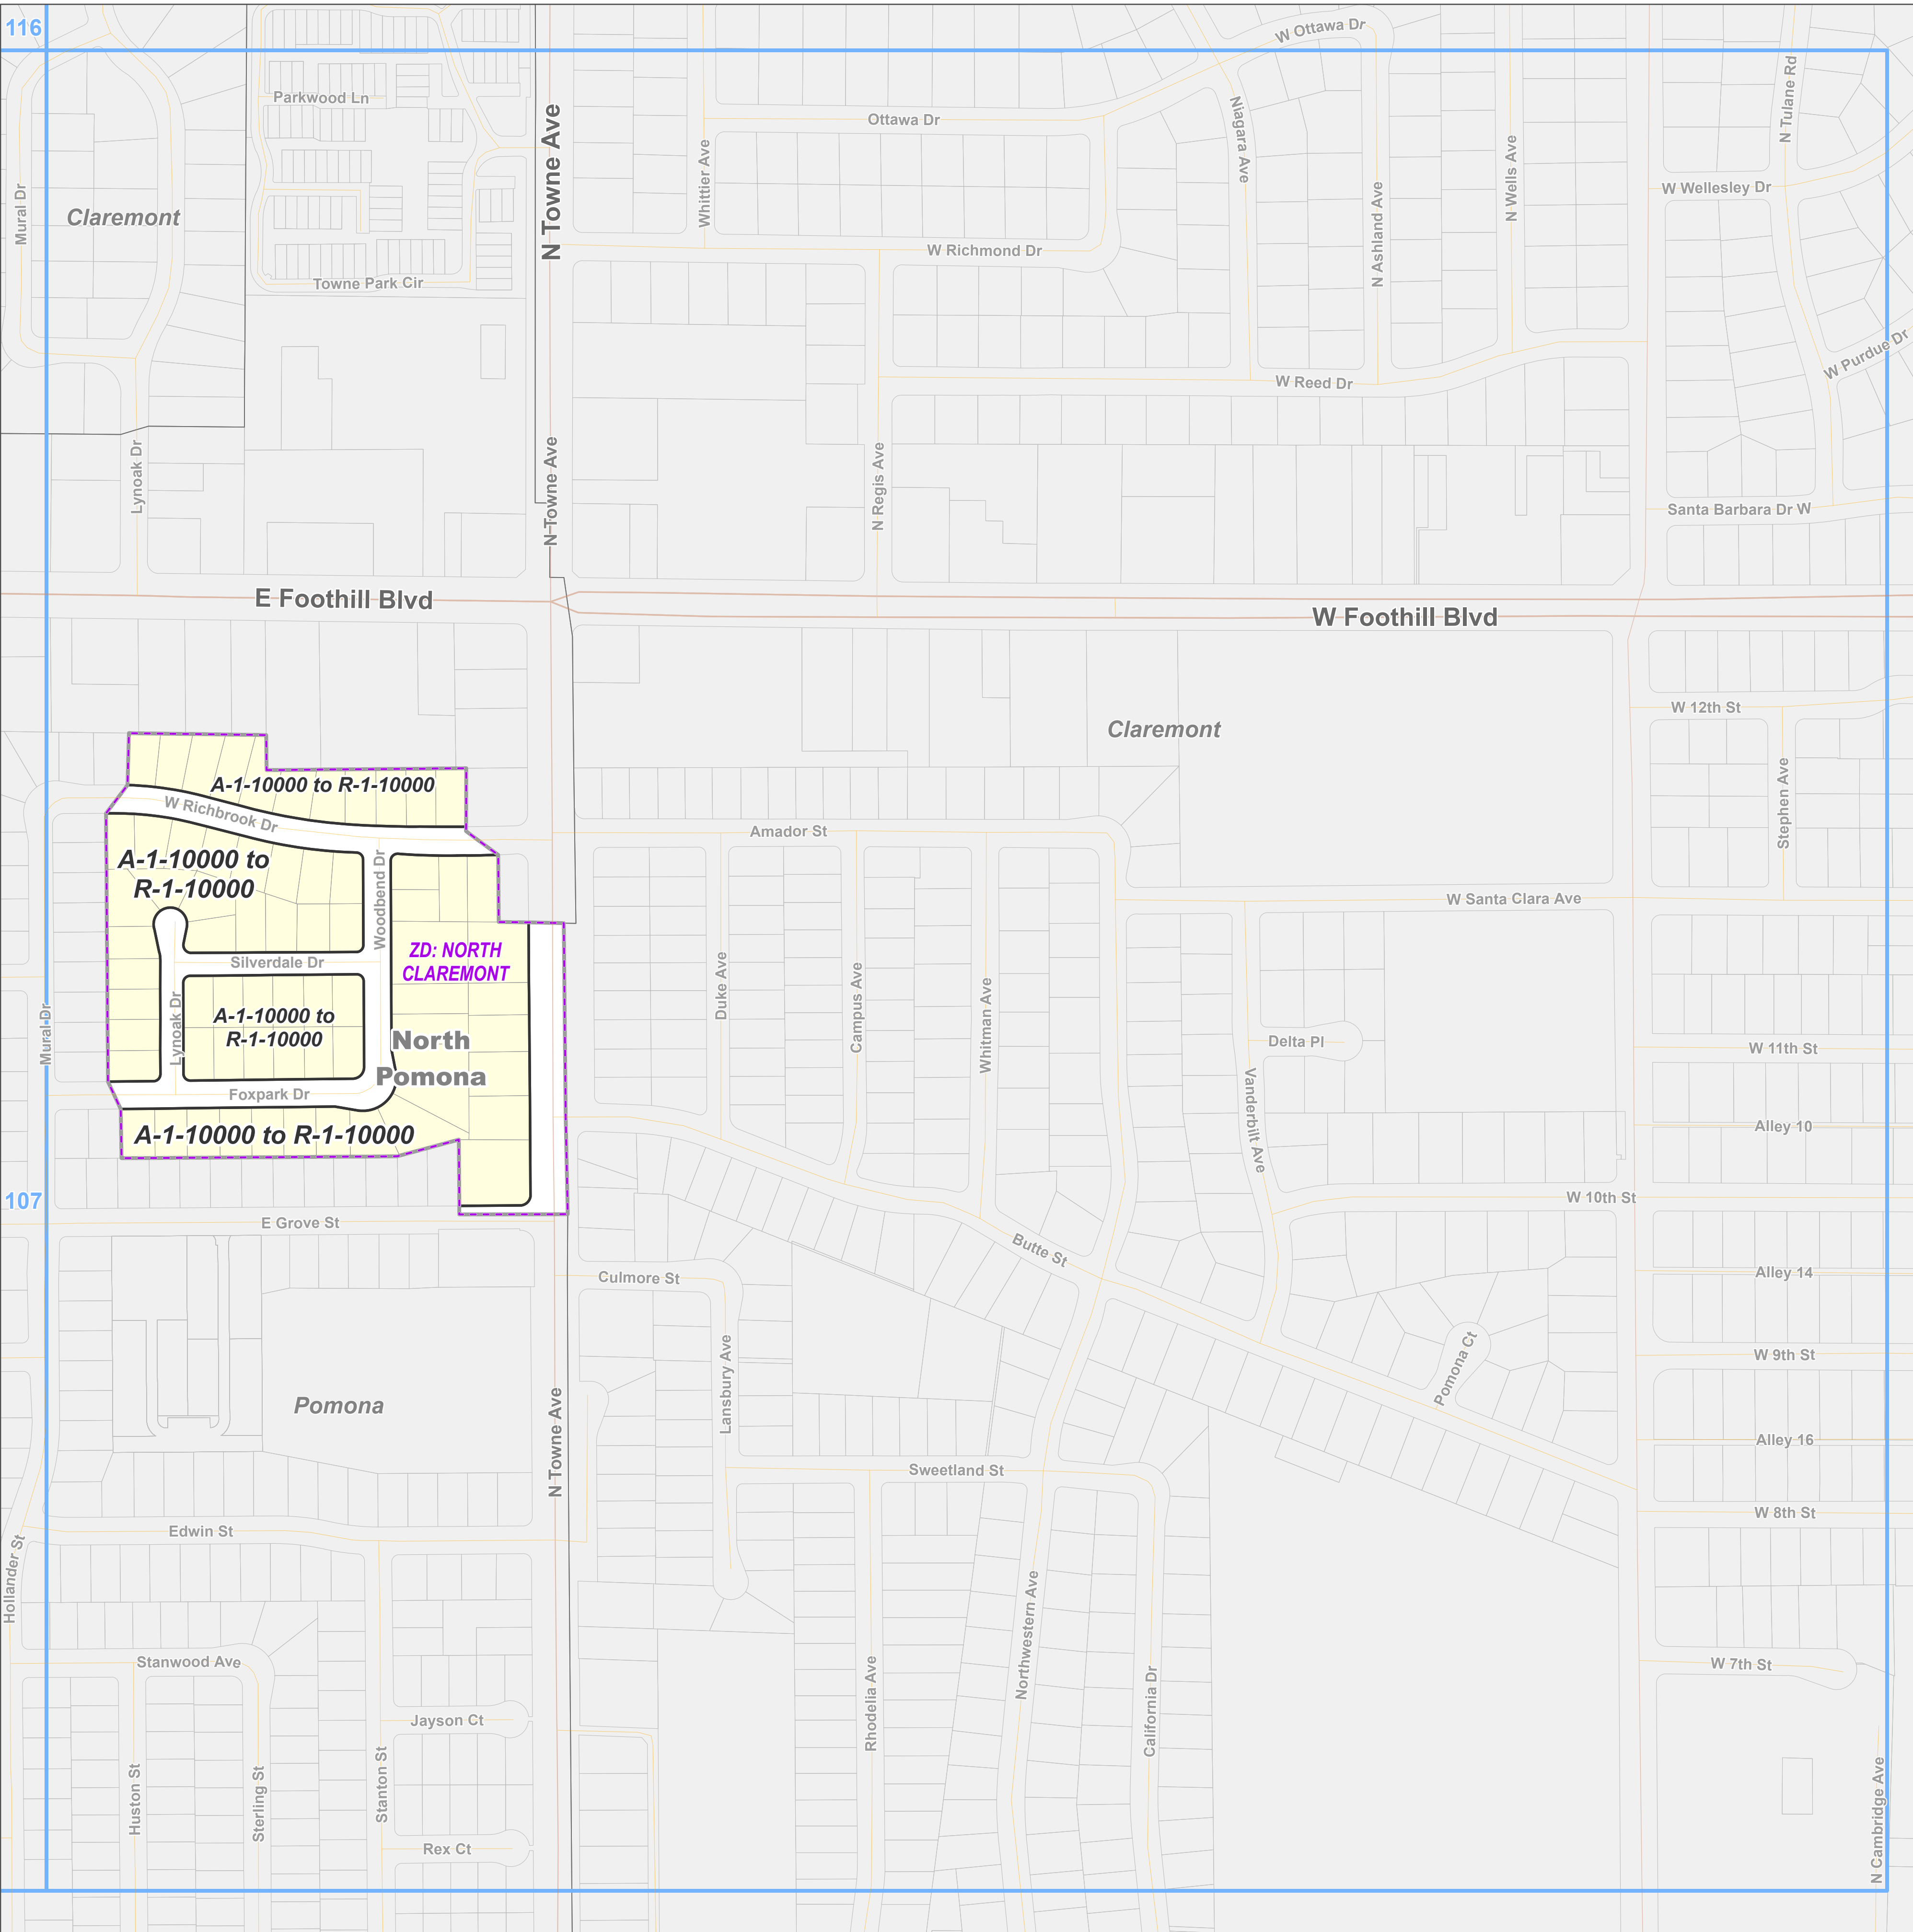 116
W Ottawa Dr
Parkwood Ln
N Towne Ave
Ottawa Dr
Whittier Ave
Niagara Ave
N Ashland Ave
N Wells Ave
N Tulane Rd
W Wellesley Dr
Mural Dr
Claremont
W Richmond Dr
Towne Park Cir
W Purdue Dr
W Reed Dr
Lynoak Dr
N Towne Ave
N Regis Ave
Santa Barbara Dr W
E Foothill Blvd
W Foothill Blvd
W 12th St
Claremont
A-1-10000 to R-1-10000
W Richbrook Dr
Amador St
Stephen Ave
A-1-10000 to
R-1-10000
Woodbend Dr
W Santa Clara Ave
ZD: NORTH
CLAREMONT
Silverdale Dr
Duke Ave
Campus Ave
Whitman Ave
Mural Dr
Lynoak Dr
A-1-10000 to
R-1-10000
North
Pomona
Delta Pl
W 11th St
Foxpark Dr
Vanderbilt Ave
A-1-10000 to R-1-10000
Alley 10
107
W 10th St
E Grove St
Butte St
Culmore St
Alley 14
Lansbury Ave
Pomona Ct
W 9th St
Pomona
N Towne Ave
Alley 16
Sweetland St
W 8th St
Edwin St
Hollander St
Northwestern Ave
Stanwood Ave
W 7th St
Rhodelia Ave
California Dr
Jayson Ct
Huston St
Sterling St
Stanton St
N Cambridge Ave
Rex Ct